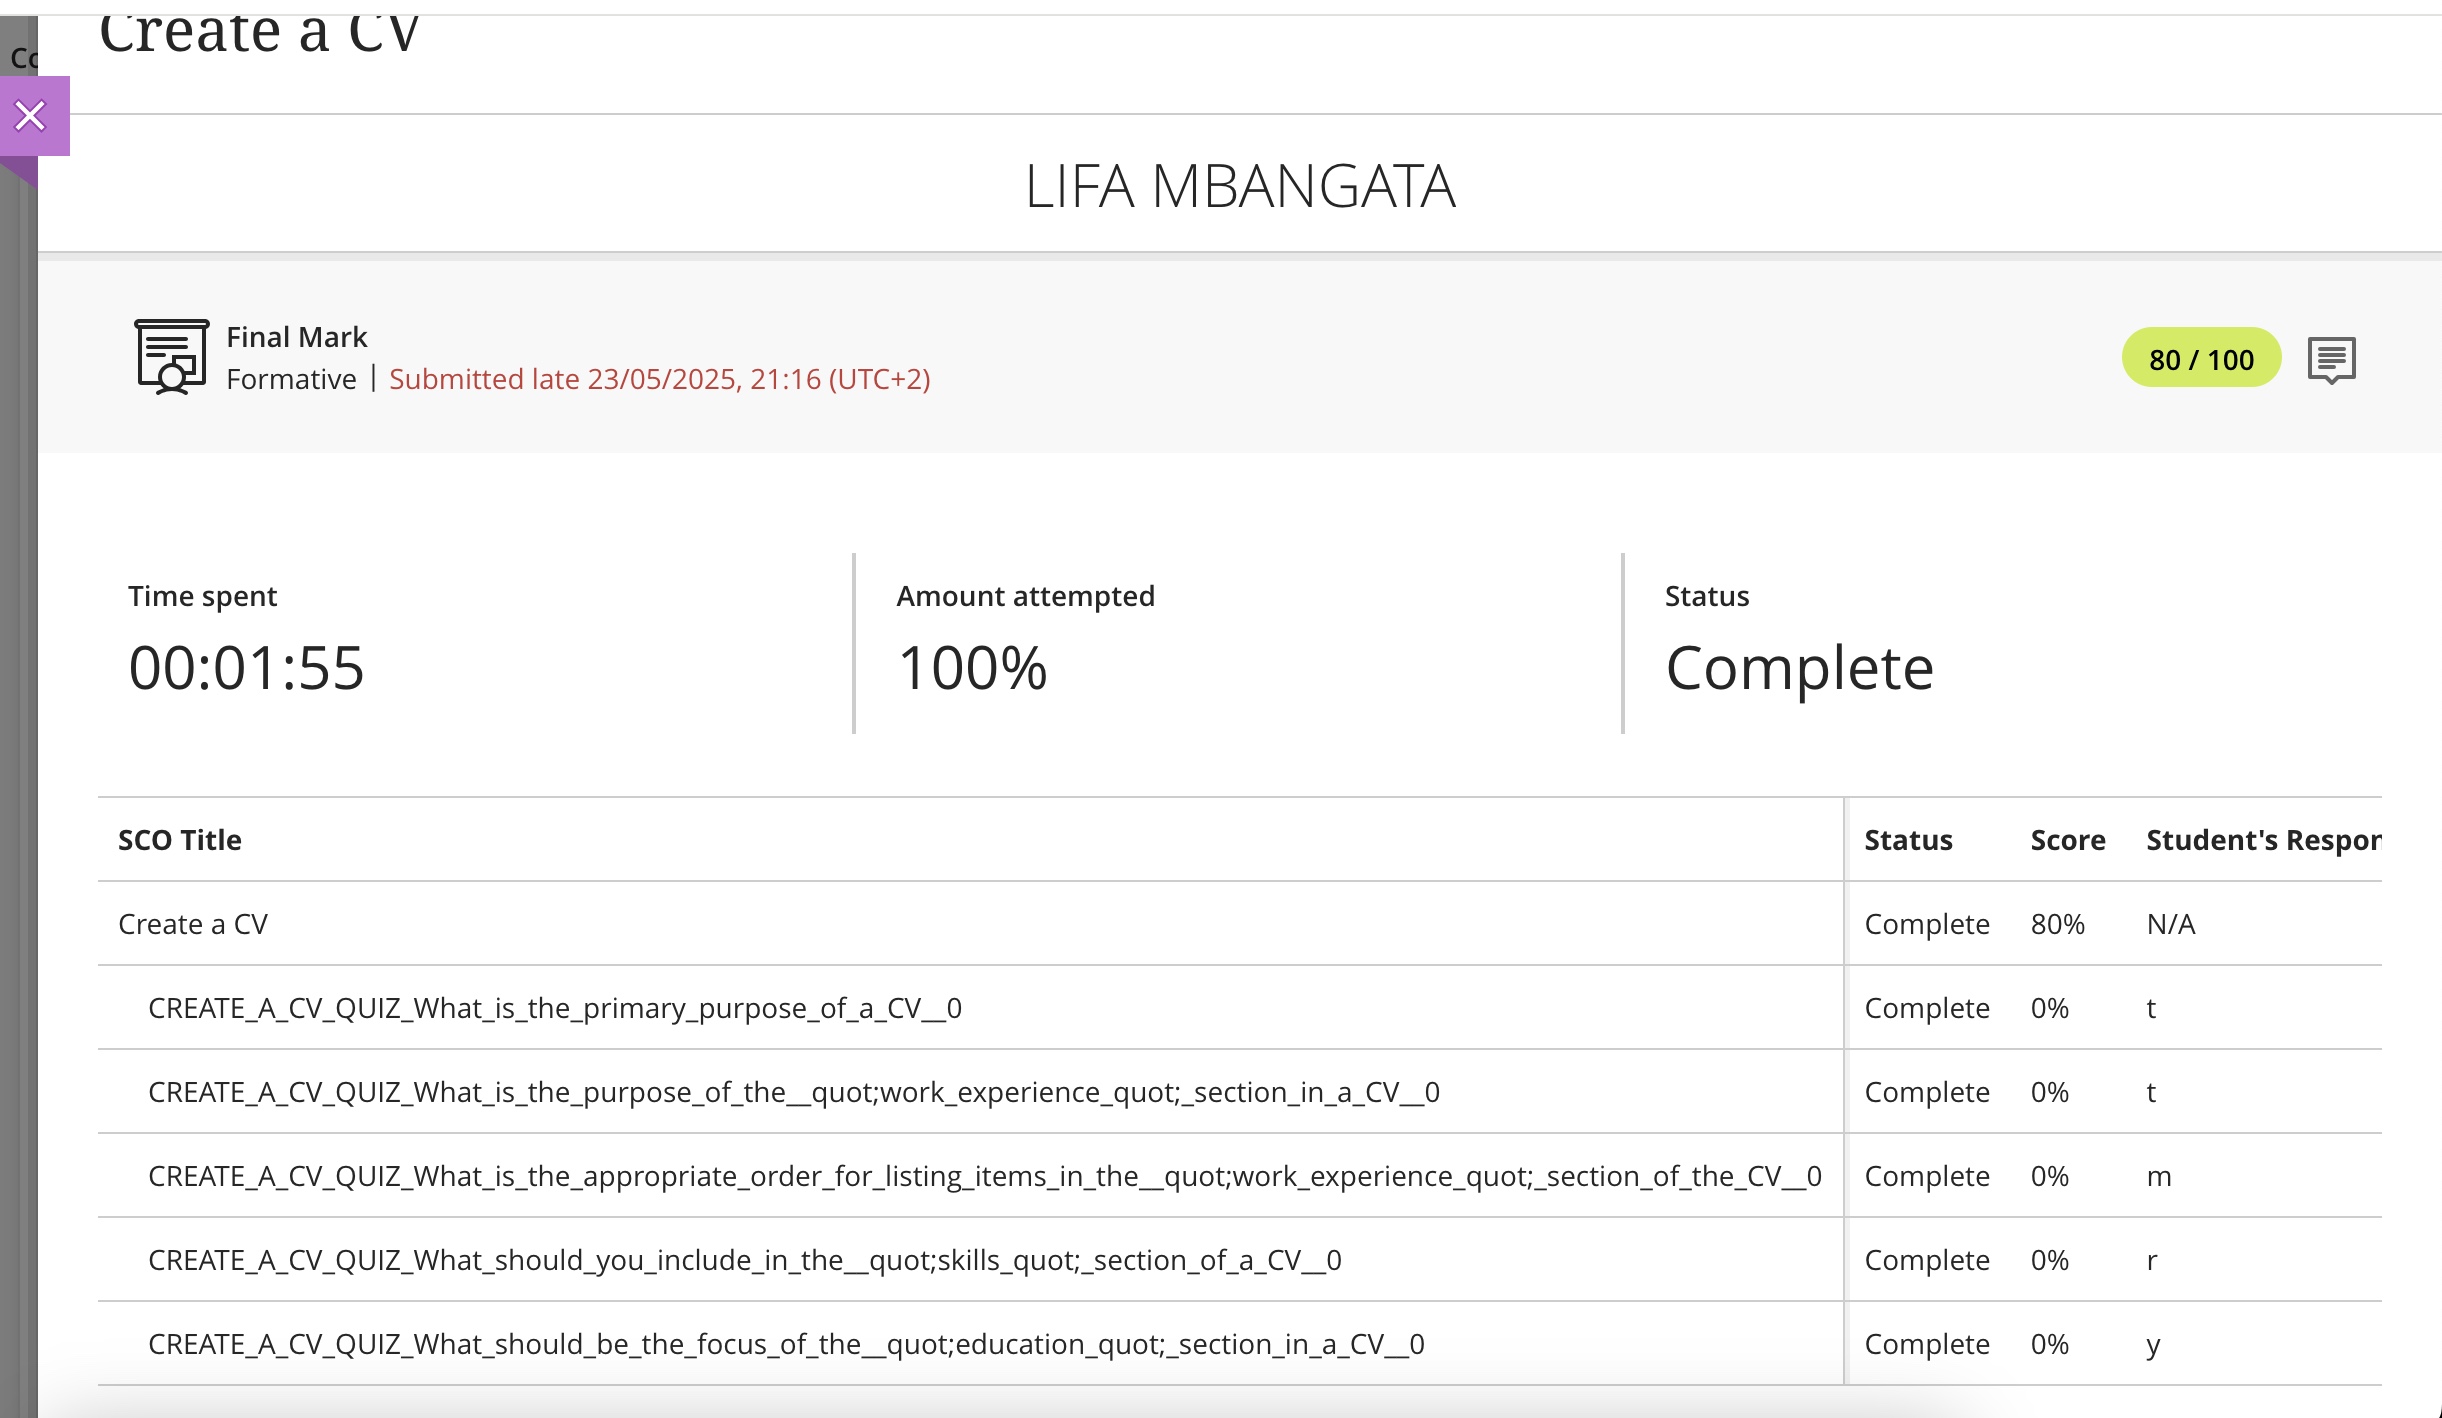 Create a CV
Co
LIFA MBANGATA
Final Mark
Formative | Submitted late 23/05/2025, 21:16 (UTC+2)
80 / 100
Time spent
00:01:55
Amount attempted
100%
Status
Complete
SCO Title Status Score Student's Respon
Create a CV Complete 80% N/A
CREATE_A_CV_QUIZ_What_is_the_primary_purpose_of_a_CV__0 Complete 0% t
CREATE_A_CV_QUIZ_What_is_the_purpose_of_the__quot;work_experience_quot;_section_in_a_CV__0 Complete 0% t
CREATE_A_CV_QUIZ_What_is_the_appropriate_order_for_listing_items_in_the__quot;work_experience_quot;_section_of_the_CV__0 Complete 0% m
CREATE_A_CV_QUIZ_What_should_you_include_in_the__quot;skills_quot;_section_of_a_CV__0 Complete 0% r
CREATE_A_CV_QUIZ_What_should_be_the_focus_of_the__quot;education_quot;_section_in_a_CV__0 Complete 0% y